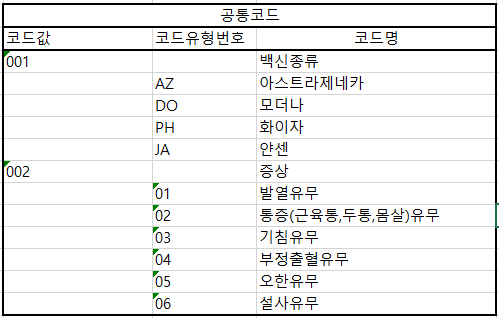 공통코드
코드값 코드유형번호 코드명
001 백신종류
AZ 아스트라제네카
DO 모더나
PH 화이자
JA 얀센
002 증상
01 발열유무
02 통증(근육통,두통,몸살)유무
03 기침유무
04 부정출혈유무
05 오한유무
06 설사유무